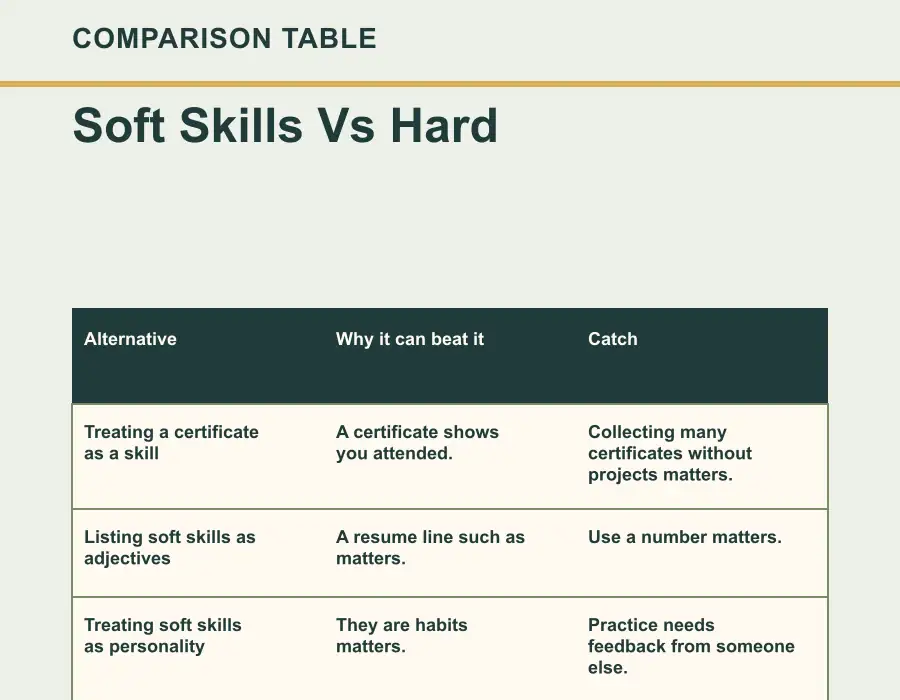 COMPARISON TABLE
Soft Skills Vs Hard
Alternative
Why it can beat it
Catch
Treating a certificate
as a skill
A certificate shows
you attended.
Collecting many
certificates without
projects matters.
Listing soft skills as
adjectives
A resume line such as
matters.
Use a number matters.
Treating soft skills
as personality
They are habits
matters.
Practice needs
feedback from someone
else.